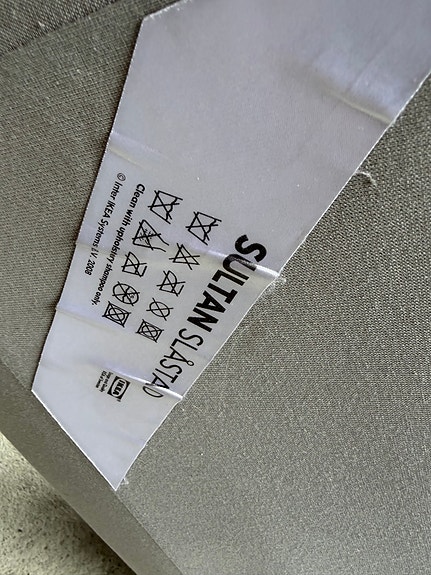 SULTAN SLÅSTAD
Clean with upholstery shampoo only.
© Inter IKEA Systems B.V. 2008
IKEA